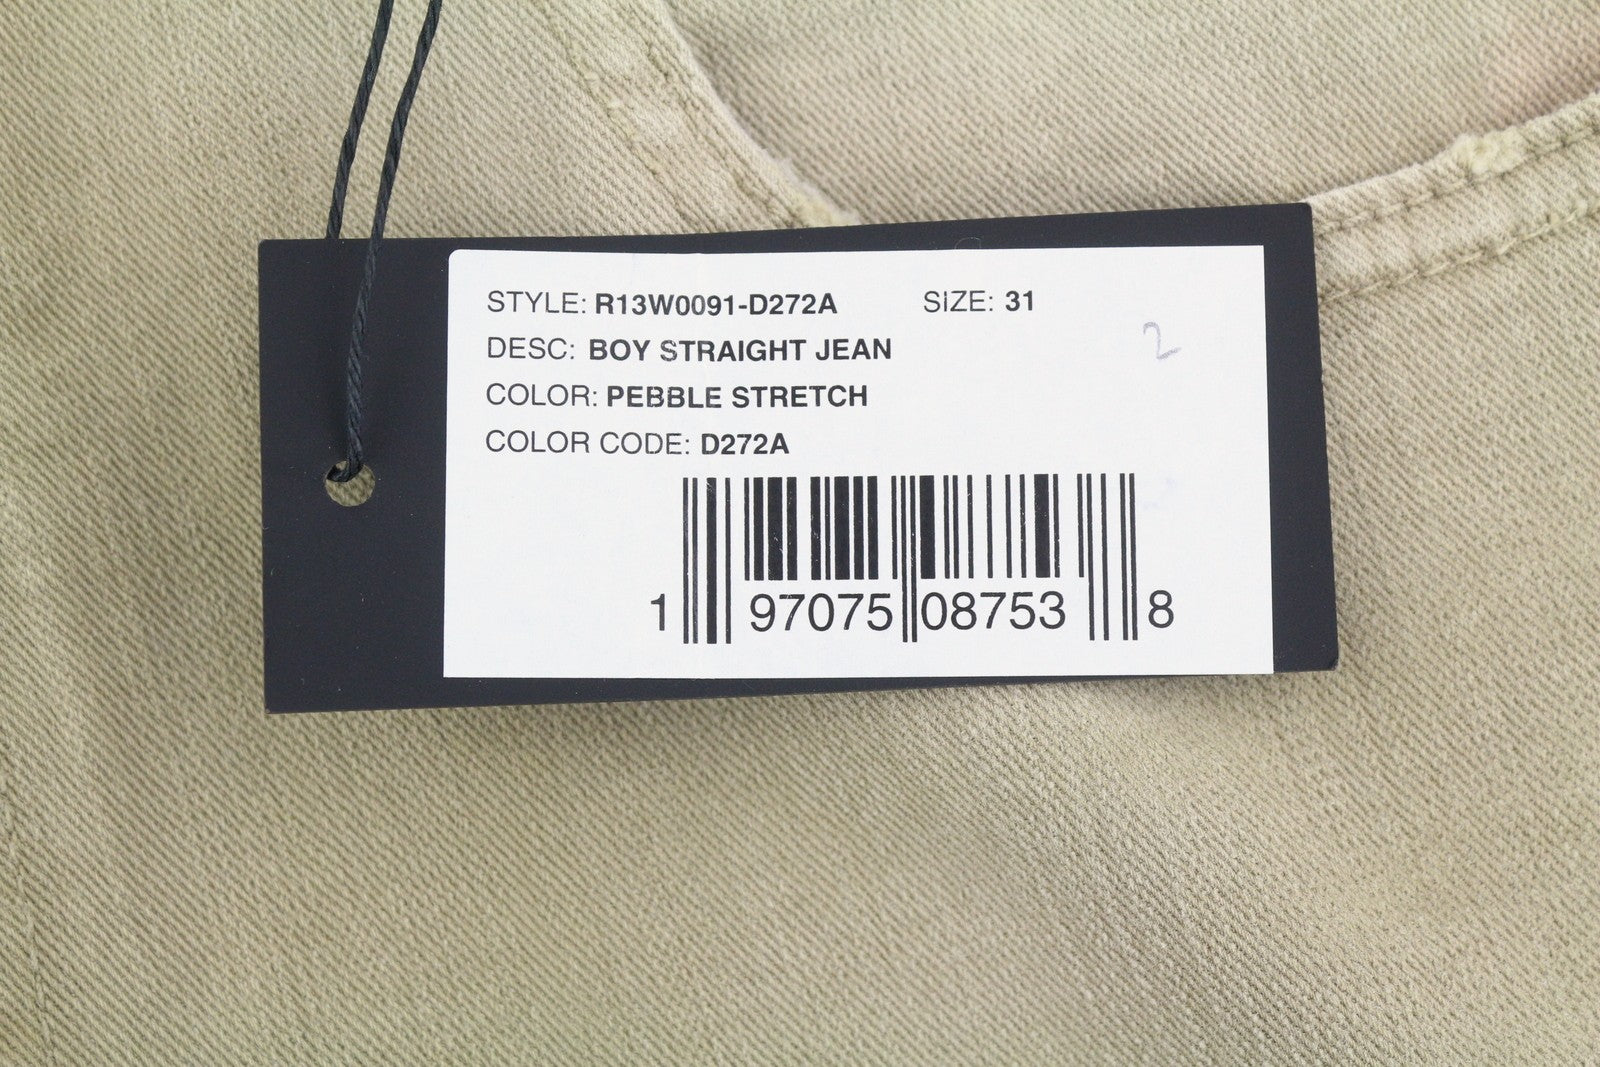 STYLE: R13W0091-D272A SIZE: 31
2
DESC: BOY STRAIGHT JEAN
COLOR: PEBBLE STRETCH
COLOR CODE: D272A
1 97075 08753 8